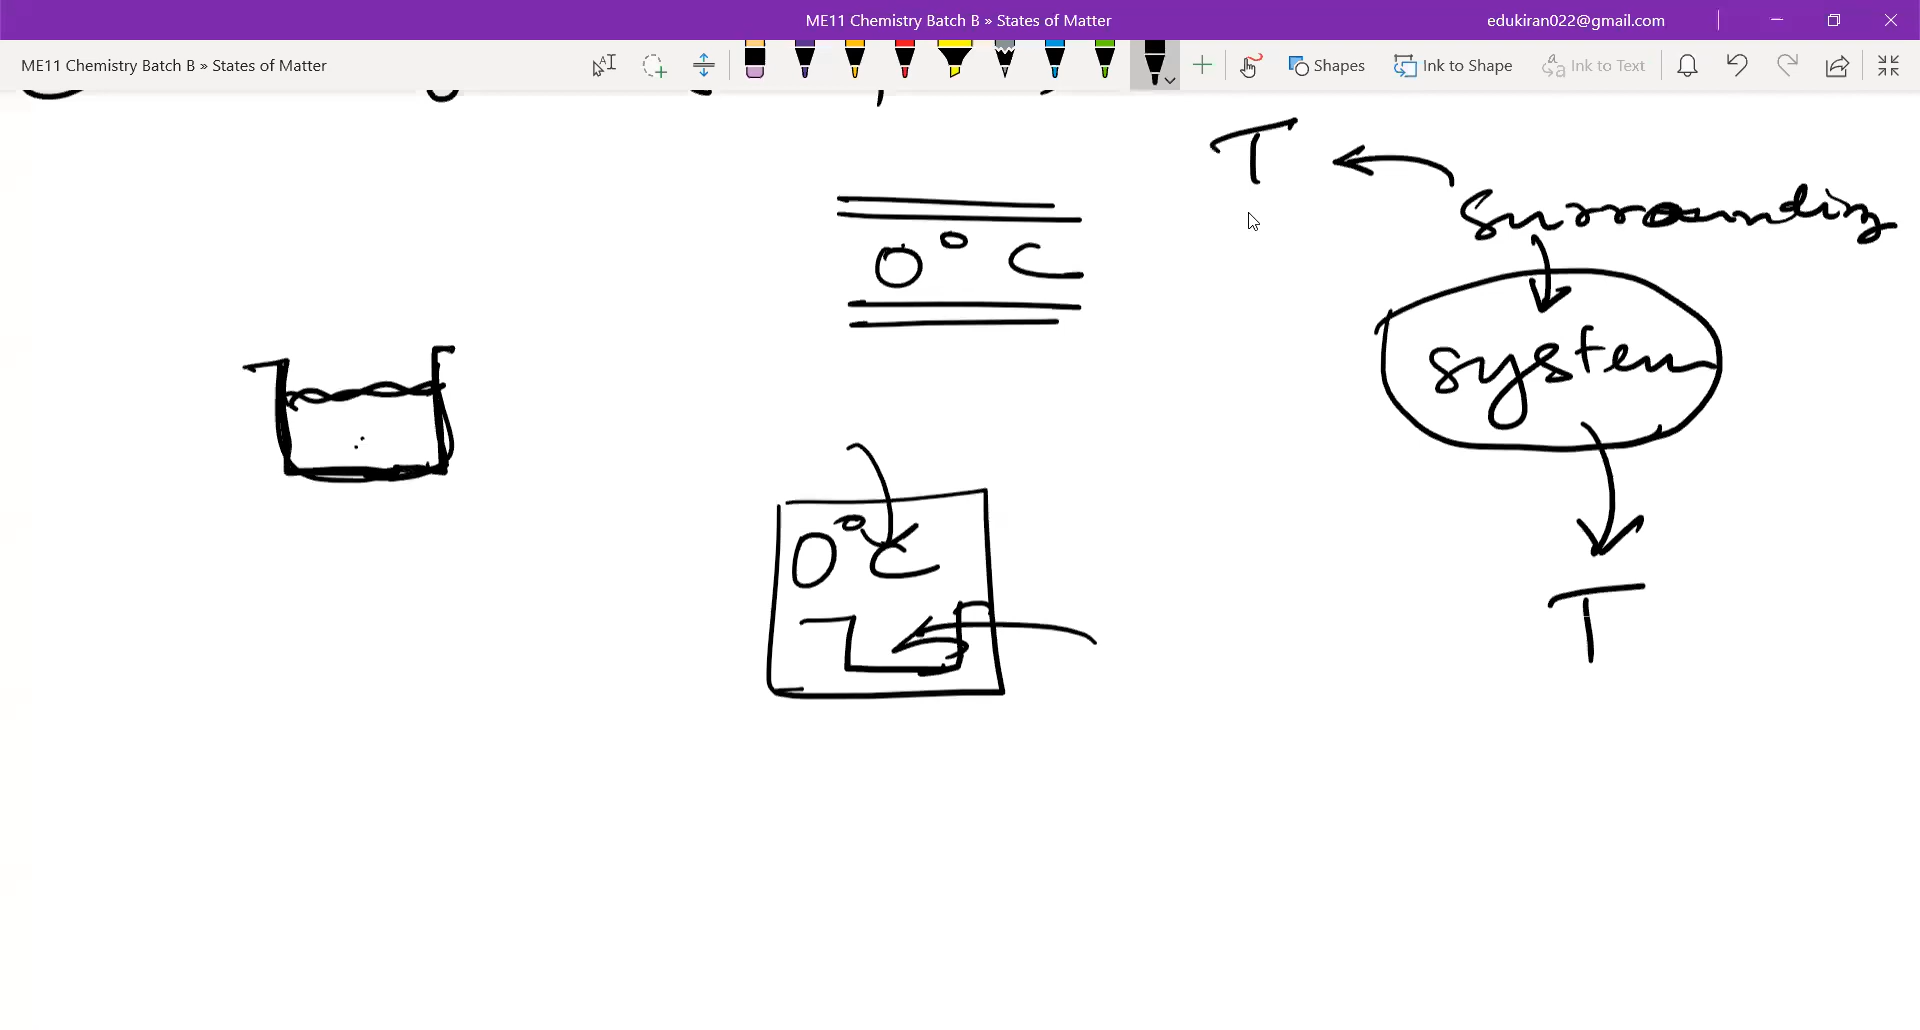 ME11 Chemistry Batch B » States of Matter
edukiran022@gmail.com
ME11 Chemistry Batch B » States of Matter
Shapes
Ink to Shape
Ink to Text
T
surrounding
0° C
system
0°C
T